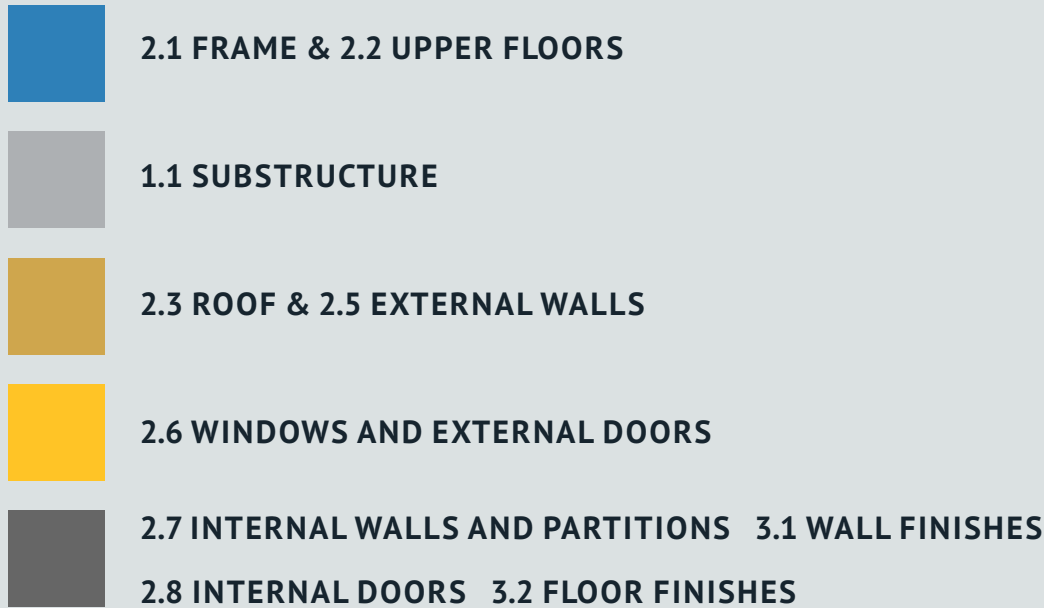 2.1 FRAME & 2.2 UPPER FLOORS
1.1 SUBSTRUCTURE
2.3 ROOF & 2.5 EXTERNAL WALLS
2.6 WINDOWS AND EXTERNAL DOORS
2.7 INTERNAL WALLS AND PARTITIONS 3.1 WALL FINISHES
2.8 INTERNAL DOORS 3.2 FLOOR FINISHES